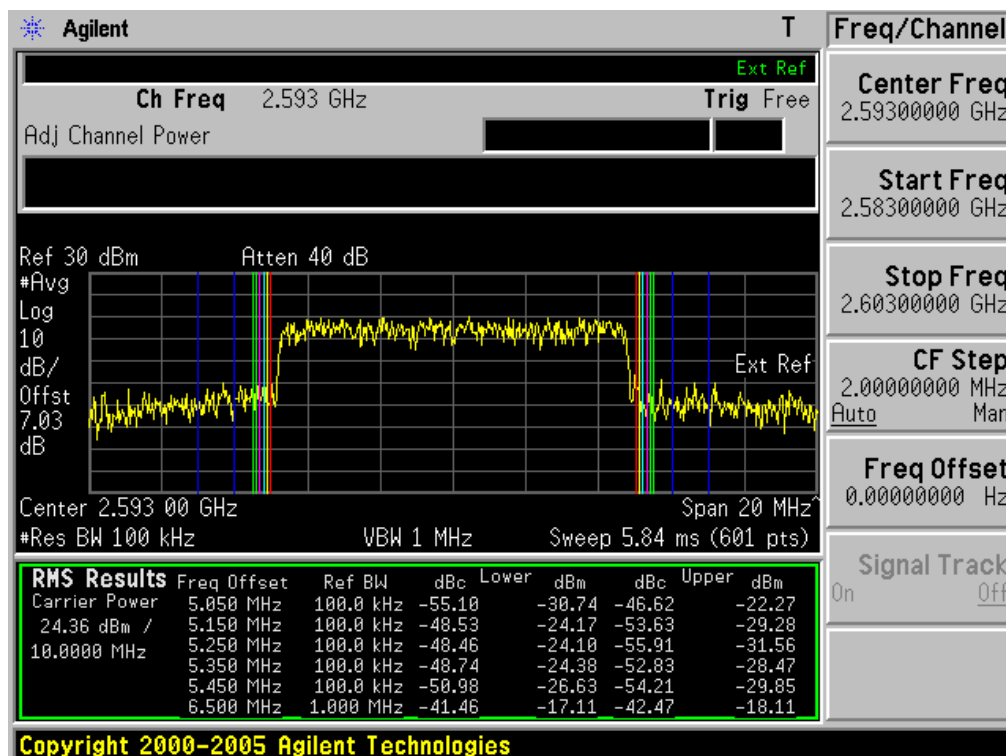 Agilent T
Ext Ref
Ch Freq 2.593 GHz Trig Free
Adj Channel Power
Ref 30 dBm Atten 40 dB
#Avg
Log
10
dB/
Offst
7.03
dB
Ext Ref
Center 2.593 00 GHz Span 20 MHz^
#Res BW 100 kHz VBW 1 MHz Sweep 5.84 ms (601 pts)
RMS Results Freq Offset Ref BW dBc Lower dBm dBc Upper dBm
Carrier Power 5.050 MHz 100.0 kHz -55.10 -30.74 -46.62 -22.27
24.36 dBm / 5.150 MHz 100.0 kHz -48.53 -24.17 -53.63 -29.28
10.0000 MHz 5.250 MHz 100.0 kHz -48.46 -24.10 -55.91 -31.56
5.350 MHz 100.0 kHz -48.74 -24.38 -52.83 -28.47
5.450 MHz 100.0 kHz -50.98 -26.63 -54.21 -29.85
6.500 MHz 1.000 MHz -41.46 -17.11 -42.47 -18.11
Copyright 2000-2005 Agilent Technologies
Freq/Channel
Center Freq
2.59300000 GHz
Start Freq
2.58300000 GHz
Stop Freq
2.60300000 GHz
CF Step
2.00000000 MHz
Auto Man
Freq Offset
0.00000000 Hz
Signal Track
On Off